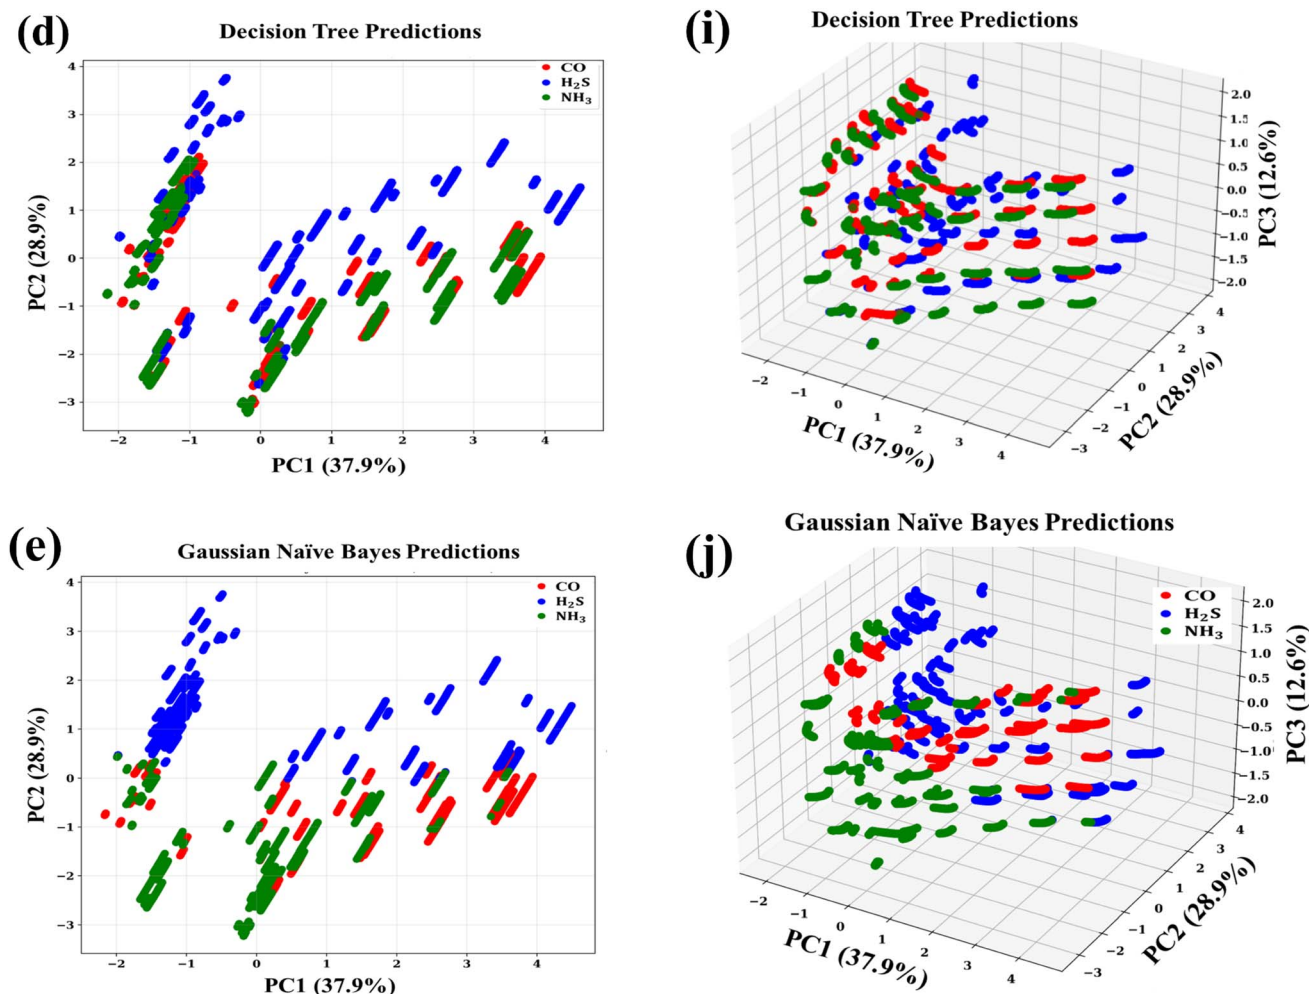 (d)
Decision Tree Predictions
CO
H₂S
NH₃
4
3
2
1
0
−1
−2
−3
PC2 (28.9%)
−2 −1 0 1 2 3 4
PC1 (37.9%)
(i)
Decision Tree Predictions
2.0
1.5
1.0
0.5
0.0
−0.5
−1.0
−1.5
−2.0
PC3 (12.6%)
4
3
2
1
0
−1
−2
−3
PC2 (28.9%)
−2 −1 0 1 2 3 4
PC1 (37.9%)
(e)
Gaussian Naïve Bayes Predictions
CO
H₂S
NH₃
4
3
2
1
0
−1
−2
−3
PC2 (28.9%)
−2 −1 0 1 2 3 4
PC1 (37.9%)
(j)
Gaussian Naïve Bayes Predictions
CO
H₂S
NH₃
2.0
1.5
1.0
0.5
0.0
−0.5
−1.0
−1.5
−2.0
PC3 (12.6%)
4
3
2
1
0
−1
−2
−3
PC2 (28.9%)
−2 −1 0 1 2 3 4
PC1 (37.9%)